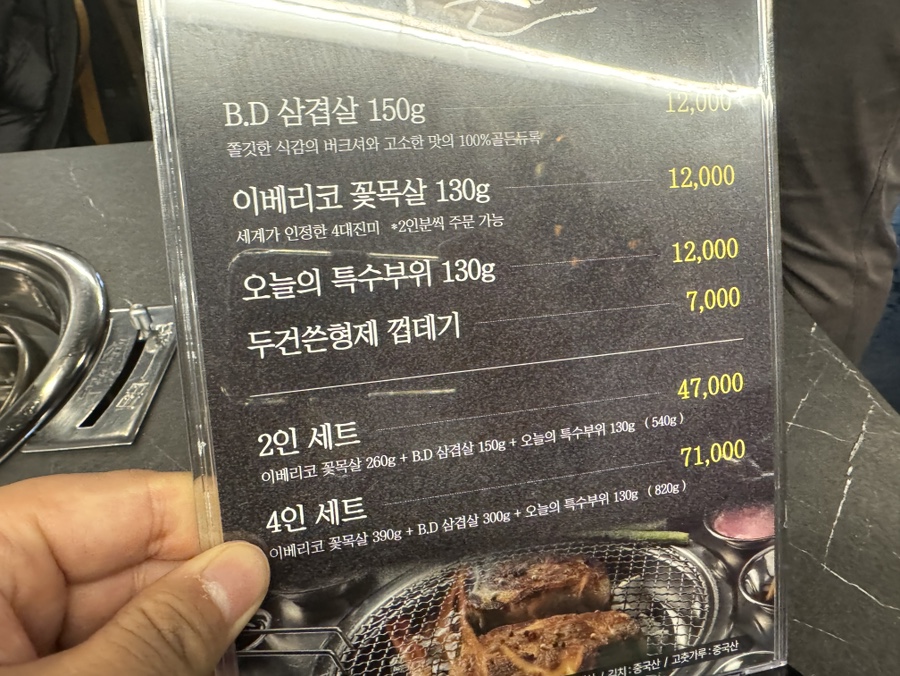 B.D 삼겹살 150g 12,000
쫄깃한 식감의 버크셔와 고소한 맛의 100%골든듀록
이베리코 꽃목살 130g 12,000
세계가 인정한 4대진미 *2인분씩 주문 가능
오늘의 특수부위 130g 12,000
두건쓴형제 껍데기 7,000
2인 세트 47,000
이베리코 꽃목살 260g + B.D 삼겹살 150g + 오늘의 특수부위 130g (540g)
4인 세트 71,000
이베리코 꽃목살 390g + B.D 삼겹살 300g + 오늘의 특수부위 130g (820g)
/ 김치:중국산 / 고춧가루:중국산